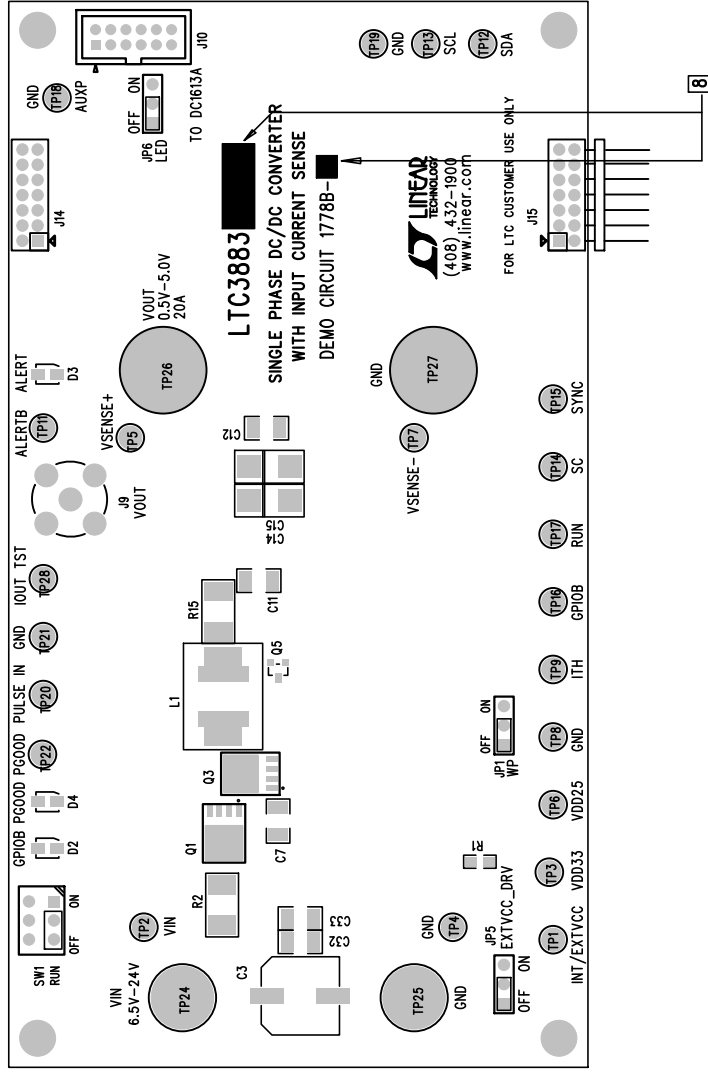 J10
GND
TP18
AUXP
OFF ON
JP6
LED
TO DC1613A
TP19
GND
TP13
SCL
TP12
SDA
8
J14
LTC3883
SINGLE PHASE DC/DC CONVERTER
WITH INPUT CURRENT SENSE
DEMO CIRCUIT 1778B-
LINEAR
TECHNOLOGY
(408) 432-1900
www.linear.com
FOR LTC CUSTOMER USE ONLY
J15
VOUT
0.5V-5.0V
20A
TP26
GND
TP27
ALERT
D3
ALERTB
TP11
VSENSE+
TP5
C12
VSENSE-
TP7
TP15
SYNC
TP14
SC
J9
VOUT
C15
C14
TP17
RUN
IOUT TST
TP28
R15
C11
TP16
GPIOB
GND
TP21
Q5
L1
TP9
ITH
PULSE IN
TP20
PGOOD
TP22
Q3
OFF ON
JP1
WP
TP8
GND
PGOOD
D4
GPIOB
D2
Q1
C7
TP6
VDD25
R1
TP3
VDD33
SW1
RUN
OFF
ON
TP2
VIN
R2
C33
C32
GND
TP4
TP1
INT/EXTVCC
VIN
6.5V-24V
TP24
C3
TP25
GND
JP5
EXTVCC_DRV
OFF ON